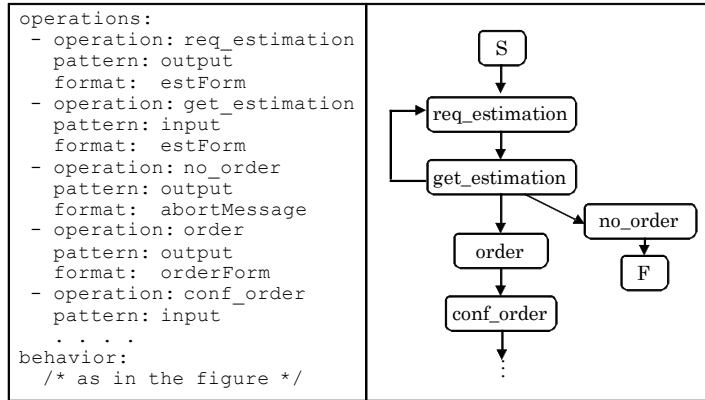 operations:
- operation: req_estimation
pattern: output
format: estForm
- operation: get_estimation
pattern: input
format: estForm
- operation: no_order
pattern: output
format: abortMessage
- operation: order
pattern: output
format: orderForm
- operation: conf_order
pattern: input
. . . .
behavior:
/* as in the figure */
S
req_estimation
get_estimation
no_order
order
F
conf_order
⋮